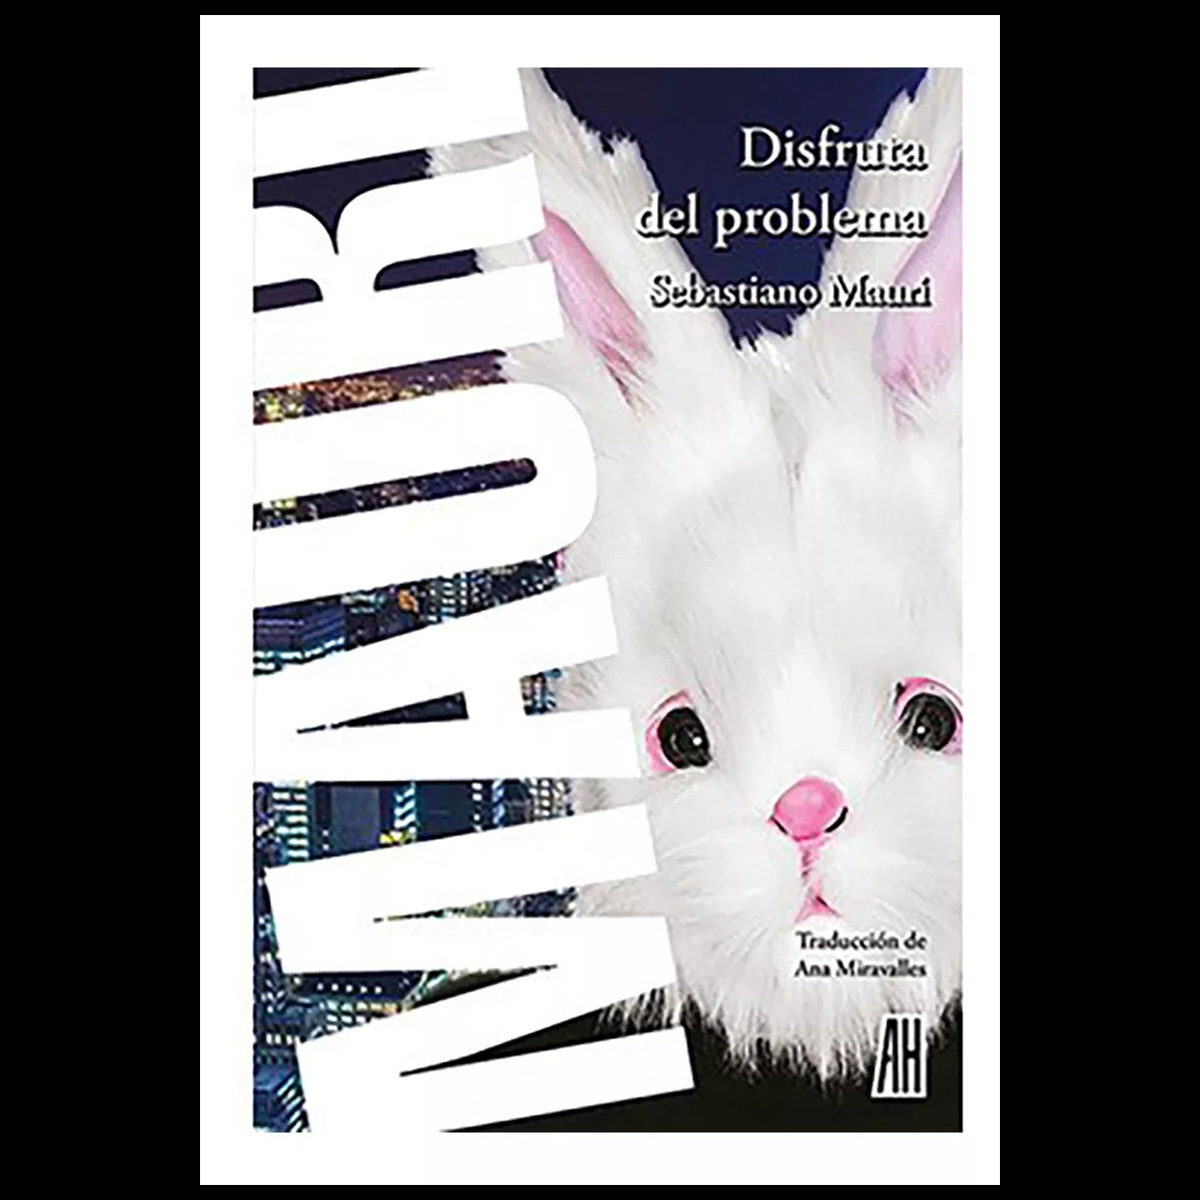 MAURI
Disfruta
del problema
Sebastiano Mauri
Traducción de
Ana Miravalles
AH